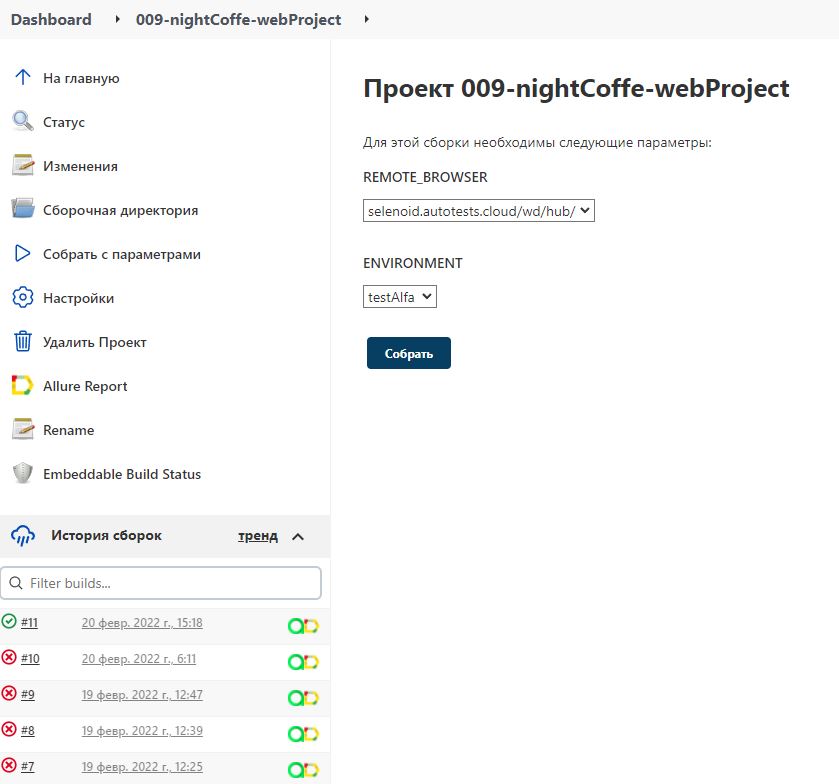 Dashboard
009-nightCoffe-webProject
На главную
Статус
Изменения
Сборочная директория
Собрать с параметрами
Настройки
Удалить Проект
Allure Report
Rename
Embeddable Build Status
История сборок тренд
Filter builds...
#11 20 февр. 2022 г., 15:18
#10 20 февр. 2022 г., 6:11
#9 19 февр. 2022 г., 12:47
#8 19 февр. 2022 г., 12:39
#7 19 февр. 2022 г., 12:25
Проект 009-nightCoffe-webProject
Для этой сборки необходимы следующие параметры:
REMOTE_BROWSER
selenoid.autotests.cloud/wd/hub/
ENVIRONMENT
testAlfa
Собрать